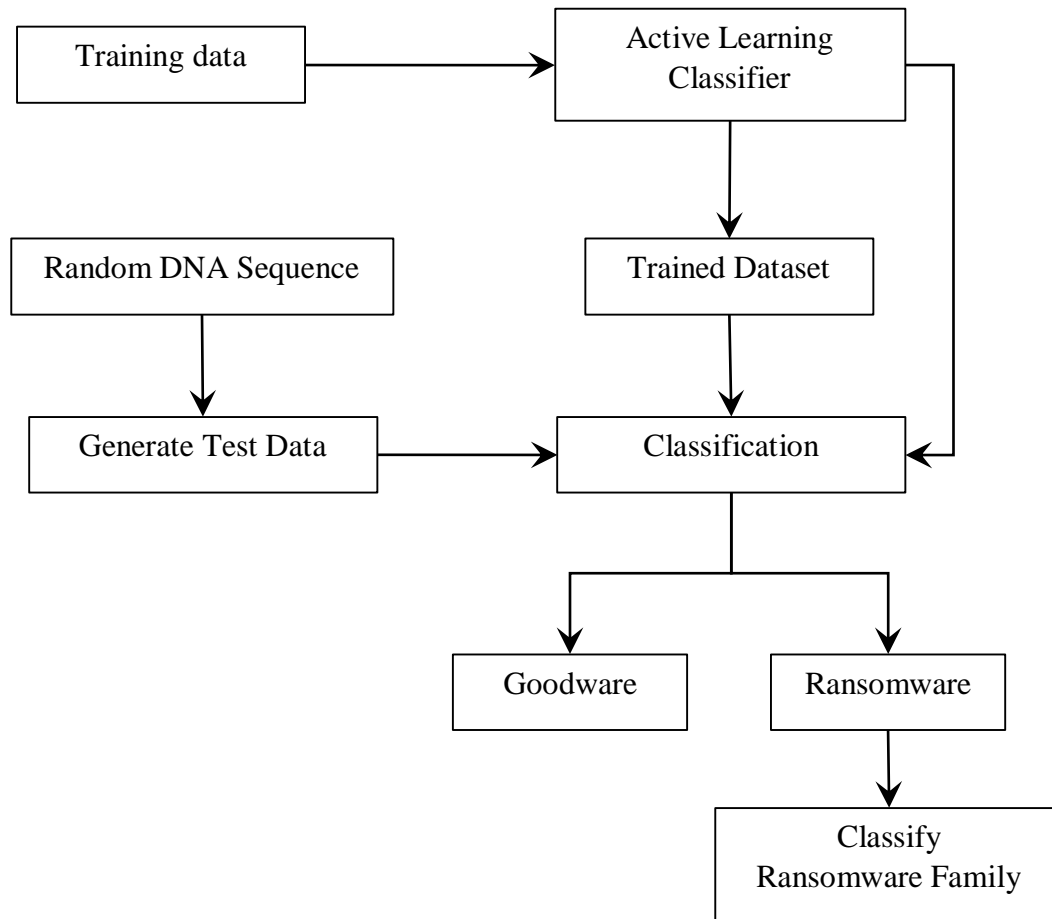 Training data
Active Learning
Classifier
Random DNA Sequence
Trained Dataset
Generate Test Data
Classification
Goodware
Ransomware
Classify
Ransomware Family